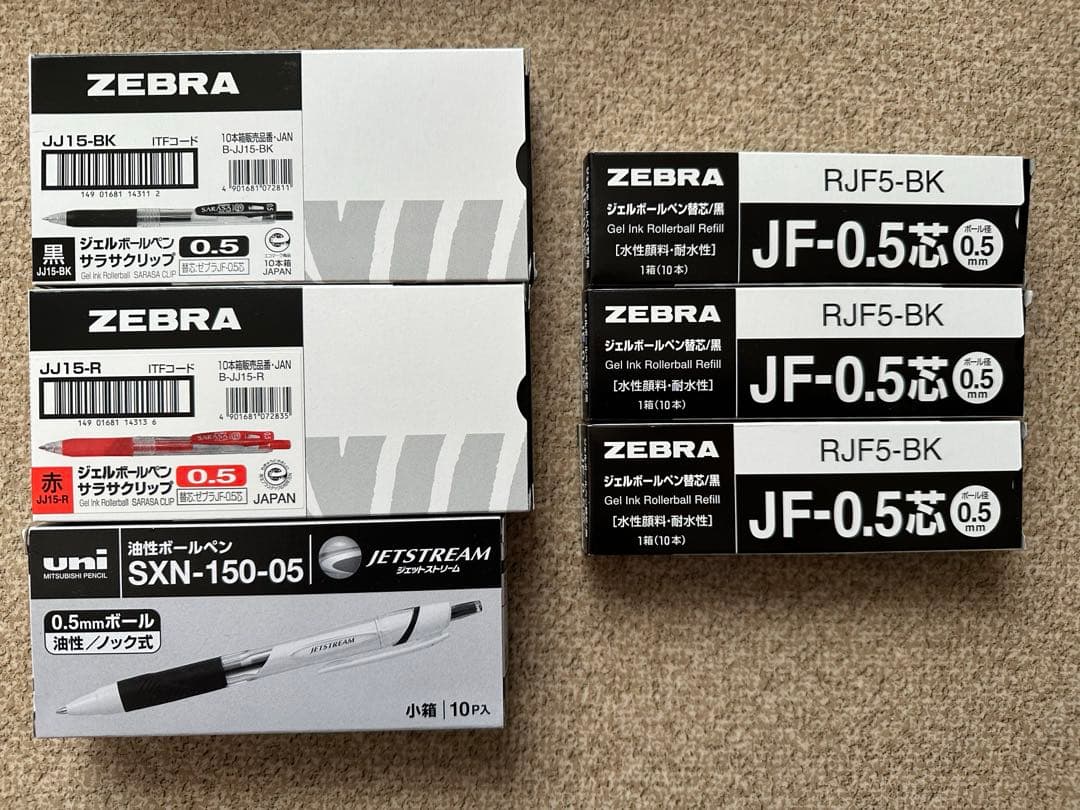 ZEBRA
JJ15-BK
ITFコード
10本箱販売品番・JAN
B-JJ15-BK
149 01681 14311 2
4 901681 072811
SARASA
黒
JJ15-BK
ジェルボールペン
サラサクリップ
0.5
Gel Ink Rollerball SARASA CLIP
替芯:ゼブラJF-0.5芯
10本箱
JAPAN
ZEBRA
JJ15-R
ITFコード
10本箱販売品番・JAN
B-JJ15-R
149 01681 14313 6
4 901681 072835
SARASA
赤
JJ15-R
ジェルボールペン
サラサクリップ
0.5
Gel Ink Rollerball SARASA CLIP
替芯:ゼブラJF-0.5芯
JAPAN
uni
MITSUBISHI PENCIL
油性ボールペン
SXN-150-05
JETSTREAM
ジェットストリーム
0.5mmボール
油性/ノック式
JETSTREAM
小箱 10P入
ZEBRA
ジェルボールペン替芯/黒
Gel Ink Rollerball Refill
[水性顔料・耐水性]
1箱(10本)
RJF5-BK
JF-0.5芯
ボール径
0.5
mm
ZEBRA
ジェルボールペン替芯/黒
Gel Ink Rollerball Refill
[水性顔料・耐水性]
1箱(10本)
RJF5-BK
JF-0.5芯
ボール径
0.5
mm
ZEBRA
ジェルボールペン替芯/黒
Gel Ink Rollerball Refill
[水性顔料・耐水性]
1箱(10本)
RJF5-BK
JF-0.5芯
ボール径
0.5
mm